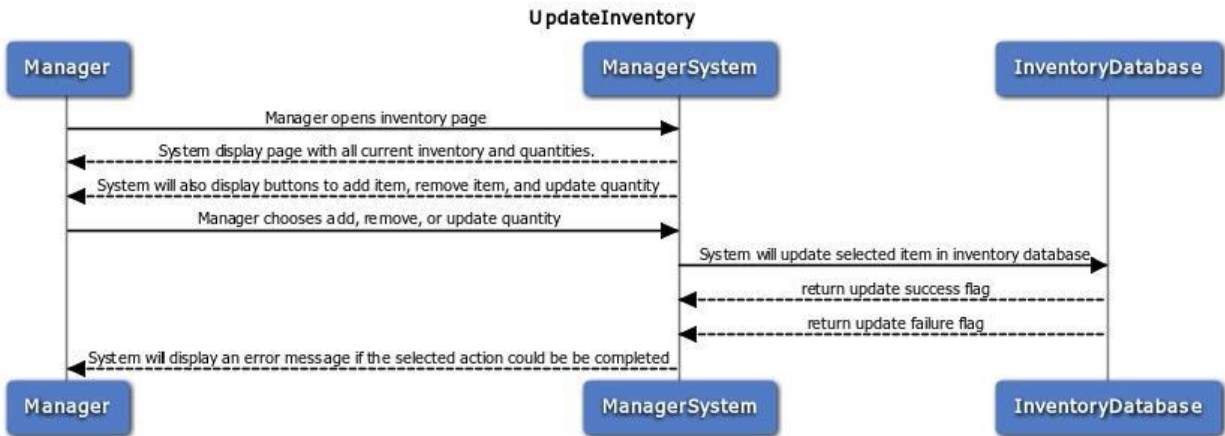 UpdateInventory
Manager
ManagerSystem
InventoryDatabase
Manager opens inventory page
System display page with all current inventory and quantities.
System will also display buttons to add item, remove item, and update quantity
Manager chooses add, remove, or update quantity
System will update selected item in inventory database
return update success flag
return update failure flag
System will display an error message if the selected action could be be completed
Manager
ManagerSystem
InventoryDatabase